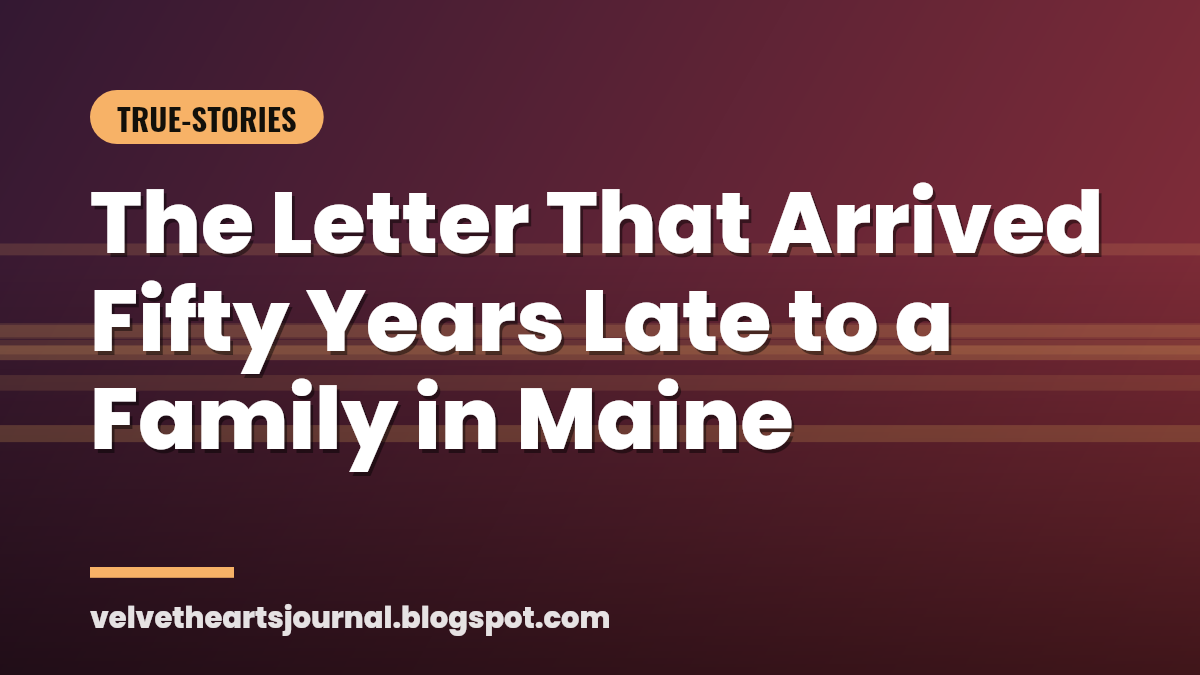 TRUE-STORIES
The Letter That Arrived
Fifty Years Late to a
Family in Maine
velvetheartsjournal.blogspot.com